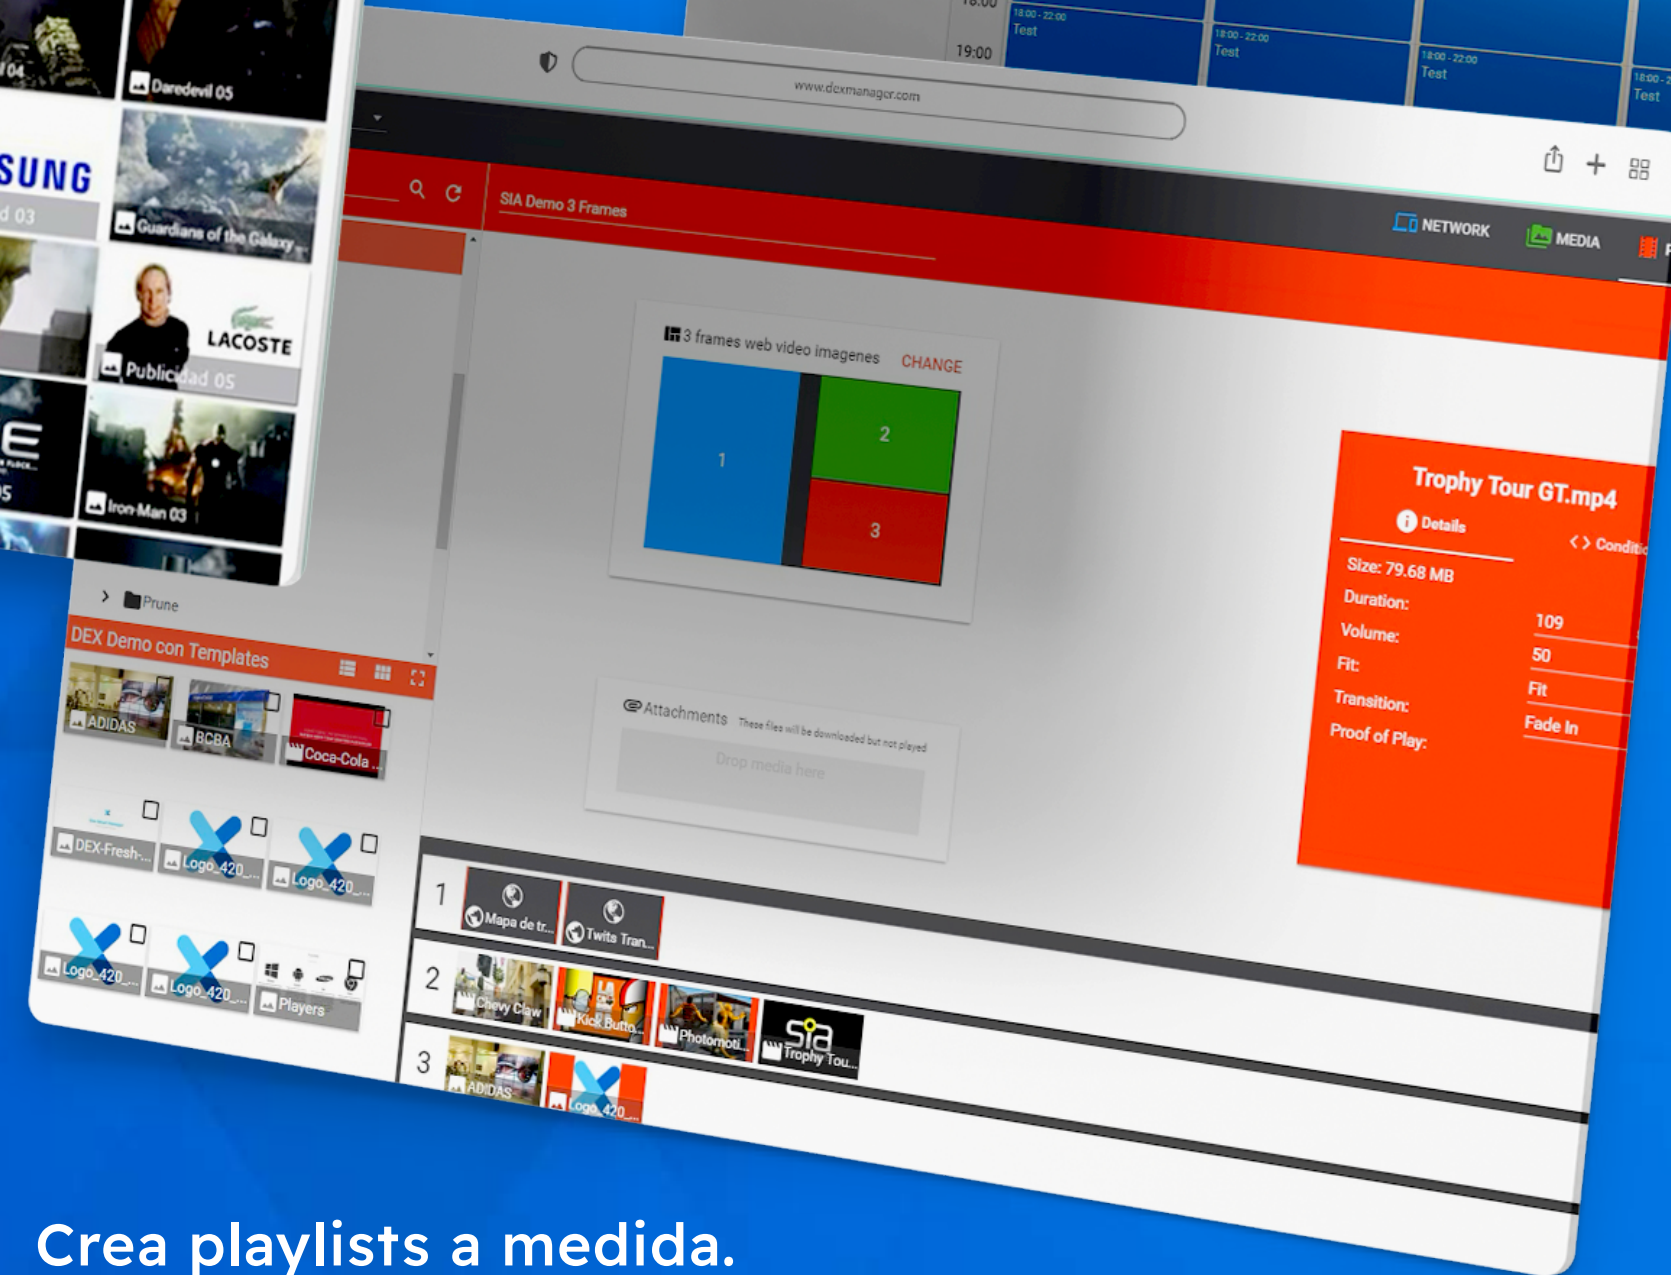 18:00
19:00
18:00 - 22:00
Test
18:00 - 22:00
Test
18:00 - 22:00
Test
Test
04
Daredevil 05
SUNG
d 03
Guardians of the Galaxy
LACOSTE
Publicidad 05
E
Iron-Man 03
www.dexmanager.com
SIA Demo 3 Frames
NETWORK
MEDIA
3 frames web video imagenes
CHANGE
1
2
3
Trophy Tour GT.mp4
Details
<> Conditio
Size: 79.68 MB
Duration:
109
Volume:
50
Fit:
Fit
Transition:
Fade In
Proof of Play:
Prune
DEX Demo con Templates
ADIDAS
BCBA
Coca-Cola ...
DEX-Fresh-...
Logo_420_...
Logo_420_...
Logo_420_...
Logo_420_...
Players
Attachments
These files will be downloaded but not played
Drop media here
1
Mapa de tr...
Twits Tran...
2
Chevy Claw
Kick Butto...
Photomoti...
sia
Trophy Tou...
3
ADIDAS
Logo_420_...
Crea playlists a medida.